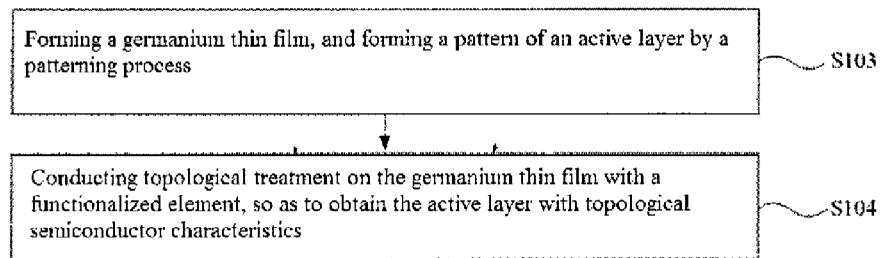 Forming a germanium thin film, and forming a pattern of an active layer by a
patterning process
S103
Conducting topological treatment on the germanium thin film with a
functionalized element, so as to obtain the active layer with topological
semiconductor characteristics
S104